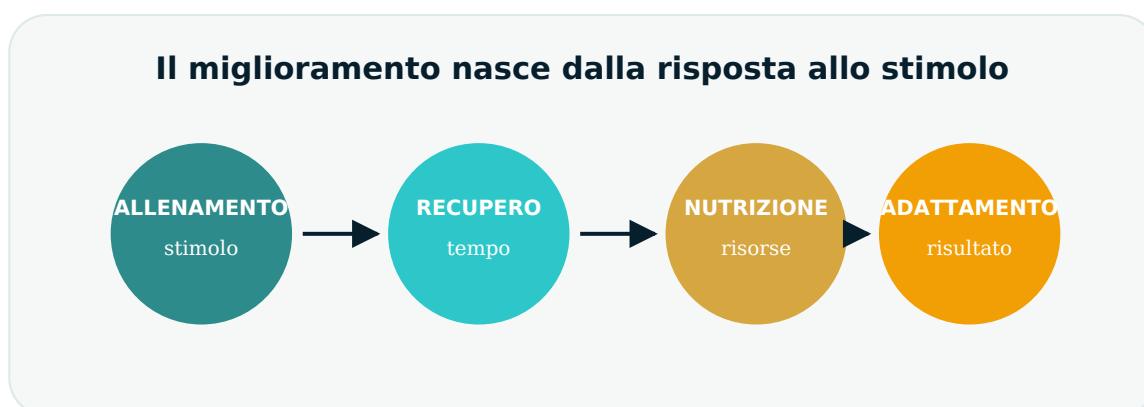 Il miglioramento nasce dalla risposta allo stimolo
ALLENAMENTO
stimolo
RECUPERO
tempo
NUTRIZIONE
risorse
ADATTAMENTO
risultato